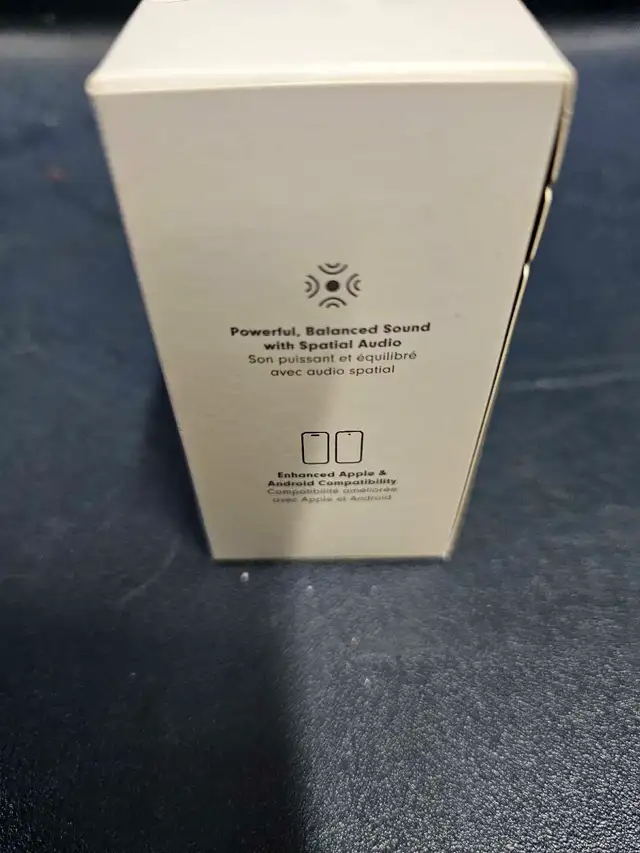 Powerful, Balanced Sound
with Spatial Audio
Son puissant et équilibré
avec audio spatial
Enhanced Apple &
Android Compatibility
Compatibilité améliorée
avec Apple et Android